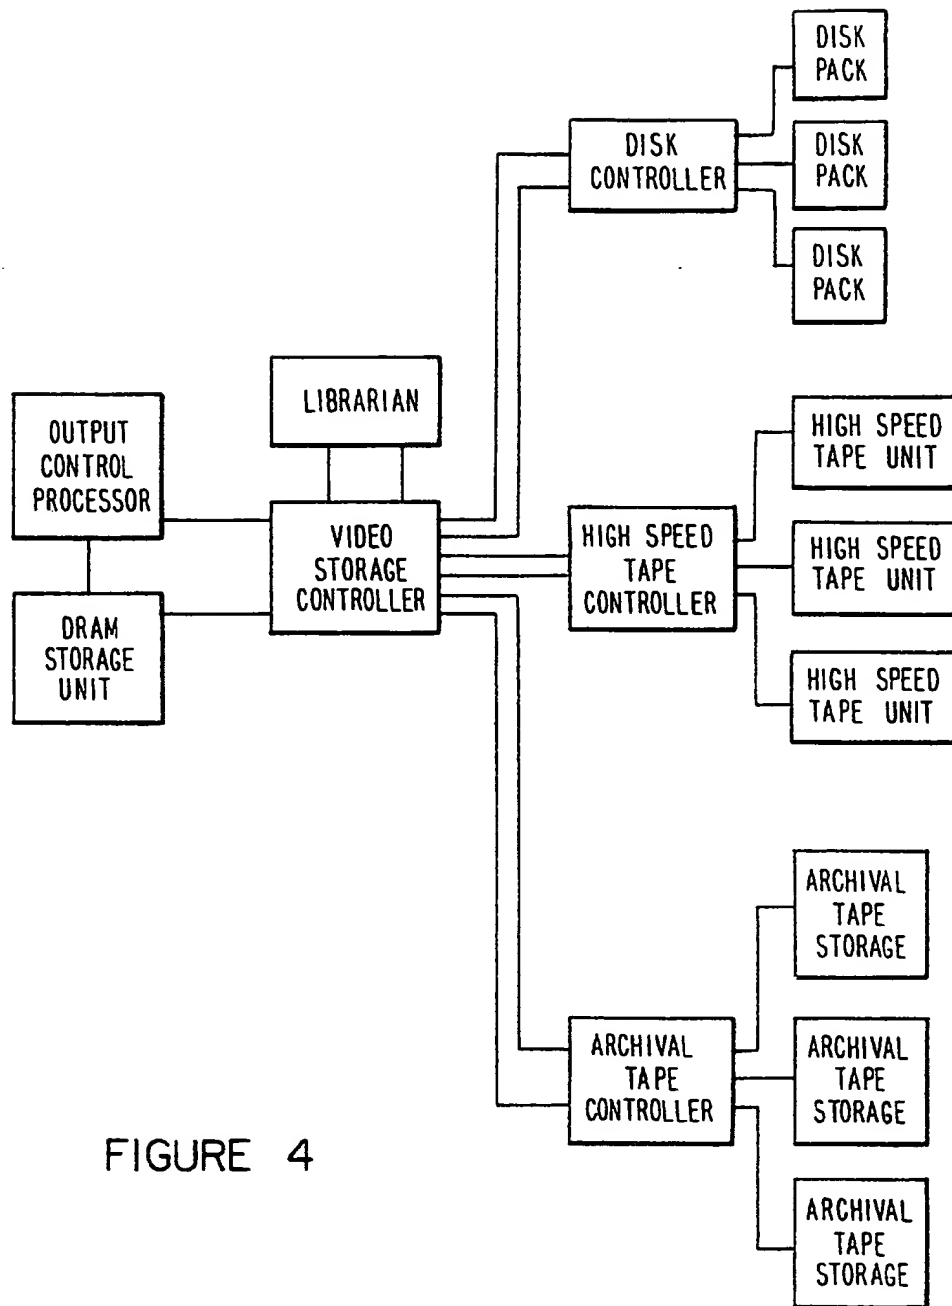 DISK
PACK
DISK
CONTROLLER
DISK
PACK
DISK
PACK
LIBRARIAN
OUTPUT
CONTROL
PROCESSOR
VIDEO
STORAGE
CONTROLLER
DRAM
STORAGE
UNIT
HIGH SPEED
TAPE UNIT
HIGH SPEED
TAPE
CONTROLLER
HIGH SPEED
TAPE UNIT
HIGH SPEED
TAPE UNIT
ARCHIVAL
TAPE
STORAGE
ARCHIVAL
TAPE
CONTROLLER
ARCHIVAL
TAPE
STORAGE
ARCHIVAL
TAPE
STORAGE
FIGURE 4